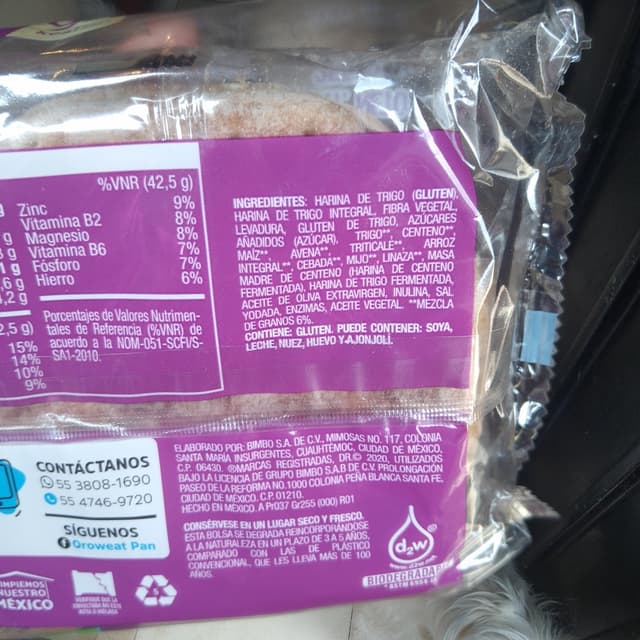 %VNR (42,5 g)
Zinc 9%
Vitamina B2 8%
g Magnesio 8%
g Vitamina B6 7%
g Fósforo 7%
g Hierro 6%
,2 g
Porcentajes de Valores Nutrimen-
tales de Referencia (%VNR) de
acuerdo a la NOM-051-SCFI/S-
SA1-2010.
2,5 g)
15%
14%
10%
9%
INGREDIENTES: HARINA DE TRIGO (GLUTEN),
HARINA DE TRIGO INTEGRAL, FIBRA VEGETAL,
LEVADURA, GLUTEN DE TRIGO, AZÚCARES
AÑADIDOS (AZÚCAR), TRIGO**, CENTENO**,
MAÍZ**, AVENA**, TRITICALE**, ARROZ
INTEGRAL**, CEBADA**, MIJO**, LINAZA**, MASA
MADRE DE CENTENO (HARINA DE CENTENO
FERMENTADA), HARINA DE TRIGO FERMENTADA,
ACEITE DE OLIVA EXTRAVIRGEN, INULINA, SAL
YODADA, ENZIMAS, ACEITE VEGETAL. **MEZCLA
DE GRANOS 6%.
CONTIENE: GLUTEN. PUEDE CONTENER: SOYA,
LECHE, NUEZ, HUEVO Y AJONJOLÍ.
CONTÁCTANOS
55 3808-1690
55 4746-9720
SÍGUENOS
Oroweat Pan
ELABORADO POR: BIMBO S.A. DE C.V., MIMOSAS NO. 117, COLONIA
SANTA MARÍA INSURGENTES, CUAUHTÉMOC, CIUDAD DE MÉXICO,
C.P. 06430. ®MARCAS REGISTRADAS, DR.© 2020, UTILIZADOS
BAJO LA LICENCIA DE GRUPO BIMBO S.A.B DE C.V. PROLONGACIÓN
PASEO DE LA REFORMA NO. 1000 COLONIA PEÑA BLANCA SANTA FE,
CIUDAD DE MÉXICO. C.P. 01210.
HECHO EN MÉXICO. A Pr037 Gr255 (000) R01
CONSÉRVESE EN UN LUGAR SECO Y FRESCO.
ESTA BOLSA SE DEGRADA REINCORPORÁNDOSE
A LA NATURALEZA EN UN PLAZO DE 3 A 5 AÑOS,
COMPARADO CON LAS DE PLÁSTICO
CONVENCIONAL, QUE LES LLEVA MÁS DE 100
AÑOS.
d2w®
d2w
BIODEGRADA
IMPIEMOS
NUESTRO
MÉXICO